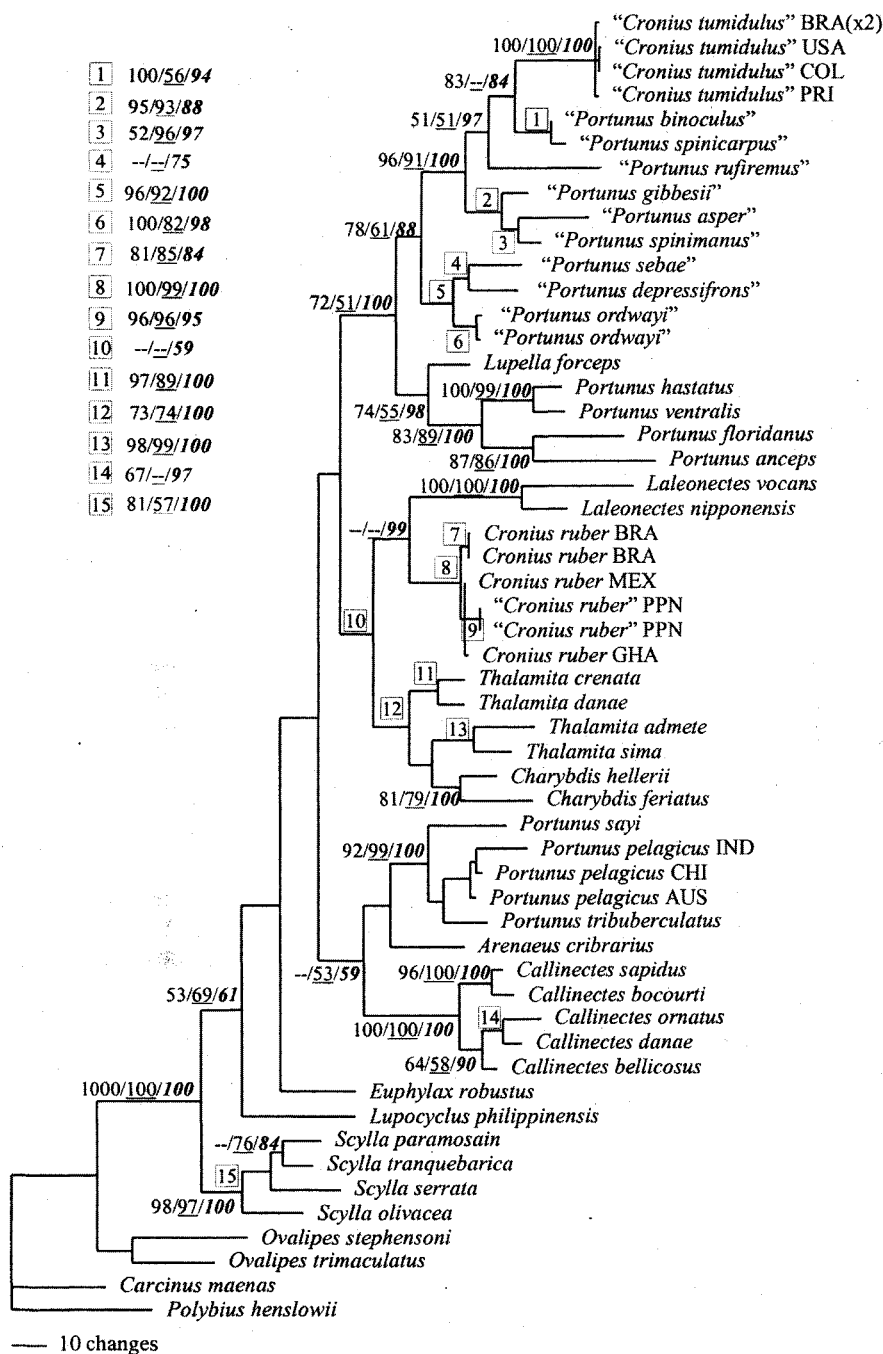 1 100/56/94
2 95/93/88
3 52/96/97
4 --/--/75
5 96/92/100
6 100/82/98
7 81/85/84
8 100/99/100
9 96/96/95
10 --/--/59
11 97/89/100
12 73/74/100
13 98/99/100
14 67/--/97
15 81/57/100
"Cronius tumidulus" BRA(x2)
100/100/100
"Cronius tumidulus" USA
"Cronius tumidulus" COL
83/--/84
"Cronius tumidulus" PRI
51/51/97
1
"Portunus binoculus"
"Portunus spinicarpus"
96/91/100
"Portunus rufiremus"
2
"Portunus gibbesii"
"Portunus asper"
78/61/88
3
"Portunus spinimanus"
4
"Portunus sebae"
5
"Portunus depressifrons"
72/51/100
"Portunus ordwayi"
6
"Portunus ordwayi"
Lupella forceps
100/99/100
Portunus hastatus
74/55/98
Portunus ventralis
83/89/100
Portunus floridanus
87/86/100
Portunus anceps
100/100/100
Laleonectes vocans
Laleonectes nipponensis
--/--/99
7
Cronius ruber BRA
Cronius ruber BRA
8
Cronius ruber MEX
"Cronius ruber" PPN
9
"Cronius ruber" PPN
10
Cronius ruber GHA
11
Thalamita crenata
12
Thalamita danae
13
Thalamita admete
Thalamita sima
Charybdis hellerii
81/79/100
Charybdis feriatus
Portunus sayi
92/99/100
Portunus pelagicus IND
Portunus pelagicus CHI
Portunus pelagicus AUS
Portunus tribuberculatus
Arenaeus cribrarius
--/53/59
96/100/100
Callinectes sapidus
Callinectes bocourti
53/69/61
100/100/100
14
Callinectes ornatus
Callinectes danae
64/58/90
Callinectes bellicosus
1000/100/100
Euphylax robustus
Lupocyclus philippinensis
--/76/84
Scylla paramosain
15
Scylla tranquebarica
Scylla serrata
98/97/100
Scylla olivacea
Ovalipes stephensoni
Ovalipes trimaculatus
Carcinus maenas
Polybius henslowii
10 changes